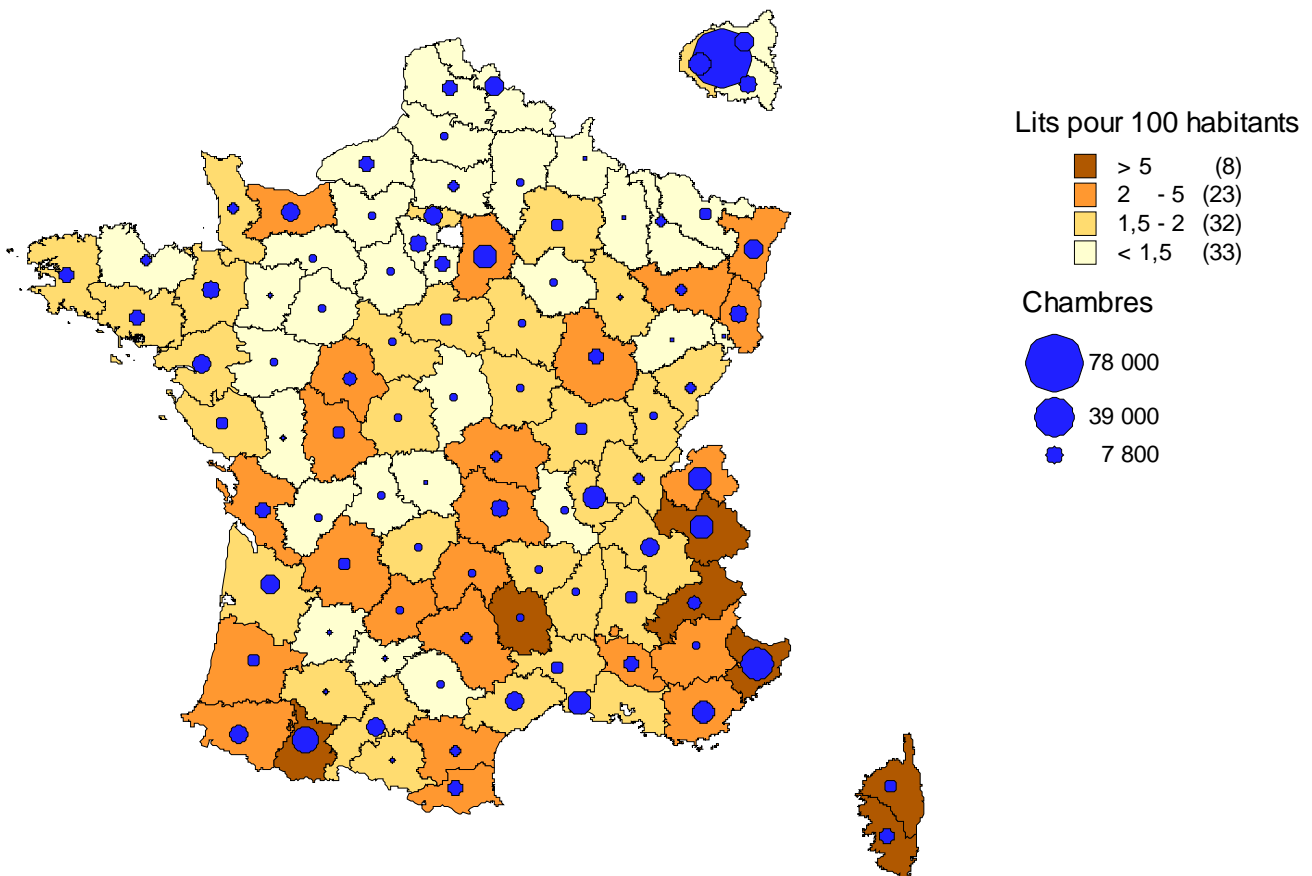 Lits pour 100 habitants
> 5 (8)
2 - 5 (23)
1,5 - 2 (32)
< 1,5 (33)
Chambres
78 000
39 000
7 800